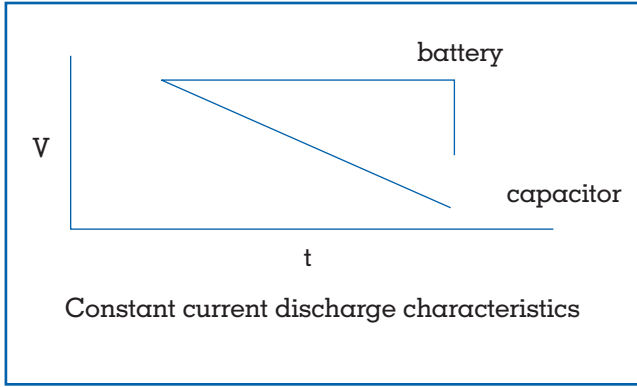 battery
V
capacitor
t
Constant current discharge characteristics